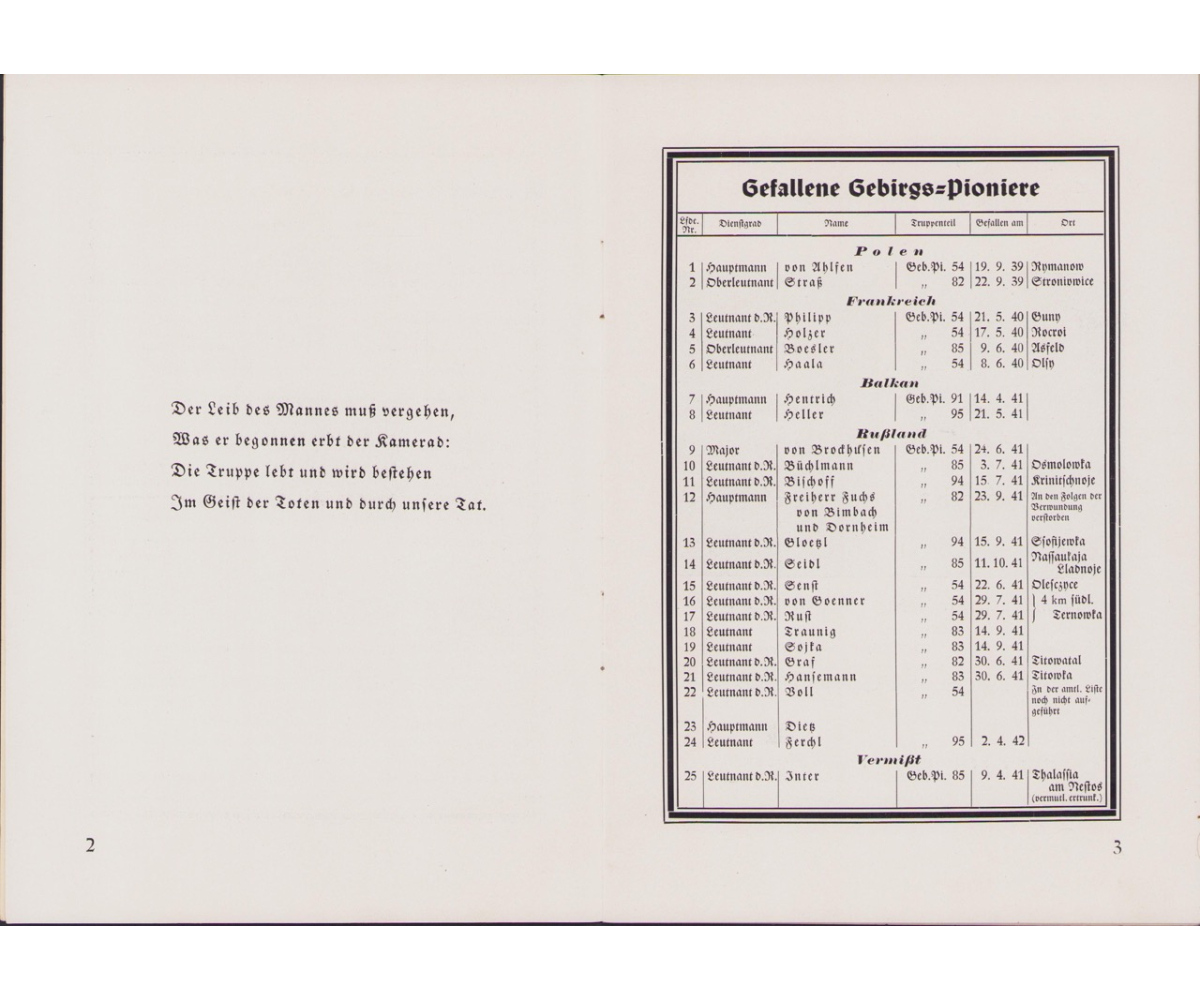 Der Leib des Mannes muß vergehen,
Was er begonnen erbt der Kamerad:
Die Truppe lebt und wird bestehen
Im Geist der Toten und durch unsere Tat.
2
Gefallene Gebirgs=Pioniere
Lfde. Nr. Dienstgrad Name Truppenteil Gefallen am Ort
Polen
1 Hauptmann von Ahlfen Geb.Pi. 54 19. 9. 39 Rymanow
2 Oberleutnant Straß „ 82 22. 9. 39 Stroniowice
Frankreich
3 Leutnant d.R. Philipp Geb.Pi. 54 21. 5. 40 Guny
4 Leutnant Holzer „ 54 17. 5. 40 Rocroi
5 Oberleutnant Boesler „ 85 9. 6. 40 Asfeld
6 Leutnant Haala „ 54 8. 6. 40 Olsy
Balkan
7 Hauptmann Hentrich Geb.Pi. 91 14. 4. 41
8 Leutnant Heller „ 95 21. 5. 41
Rußland
9 Major von Brockhusen Geb.Pi. 54 24. 6. 41
10 Leutnant d.R. Büchlmann „ 85 3. 7. 41 Osmolowka
11 Leutnant d.R. Bischoff „ 94 15. 7. 41 Krinitschnoje
12 Hauptmann Freiherr Fuchs „ 82 23. 9. 41 An den Folgen der
von Bimbach Verwundung
und Dornheim verstorben
13 Leutnant d.R. Gloetzl „ 94 15. 9. 41 Ssofijewka
14 Leutnant d.R. Seidl „ 85 11. 10. 41 Nassaukaja
Lladnoje
15 Leutnant d.R. Senst „ 54 22. 6. 41 Olesczyce
16 Leutnant d.R. von Goenner „ 54 29. 7. 41 } 4 km südl.
17 Leutnant d.R. Rust „ 54 29. 7. 41 } Ternowka
18 Leutnant Traunig „ 83 14. 9. 41
19 Leutnant Sojka „ 83 14. 9. 41
20 Leutnant d.R. Graf „ 82 30. 6. 41 Titowatal
21 Leutnant d.R. Hansemann „ 83 30. 6. 41 Titowka
22 Leutnant d.R. Voll „ 54 In der amtl. Liste
noch nicht auf-
geführt
23 Hauptmann Dietz
24 Leutnant Ferchl „ 95 2. 4. 42
Vermißt
25 Leutnant d.R. Inter Geb.Pi. 85 9. 4. 41 Thalassia
am Nestos
(vermutl. ertrunk.)
3